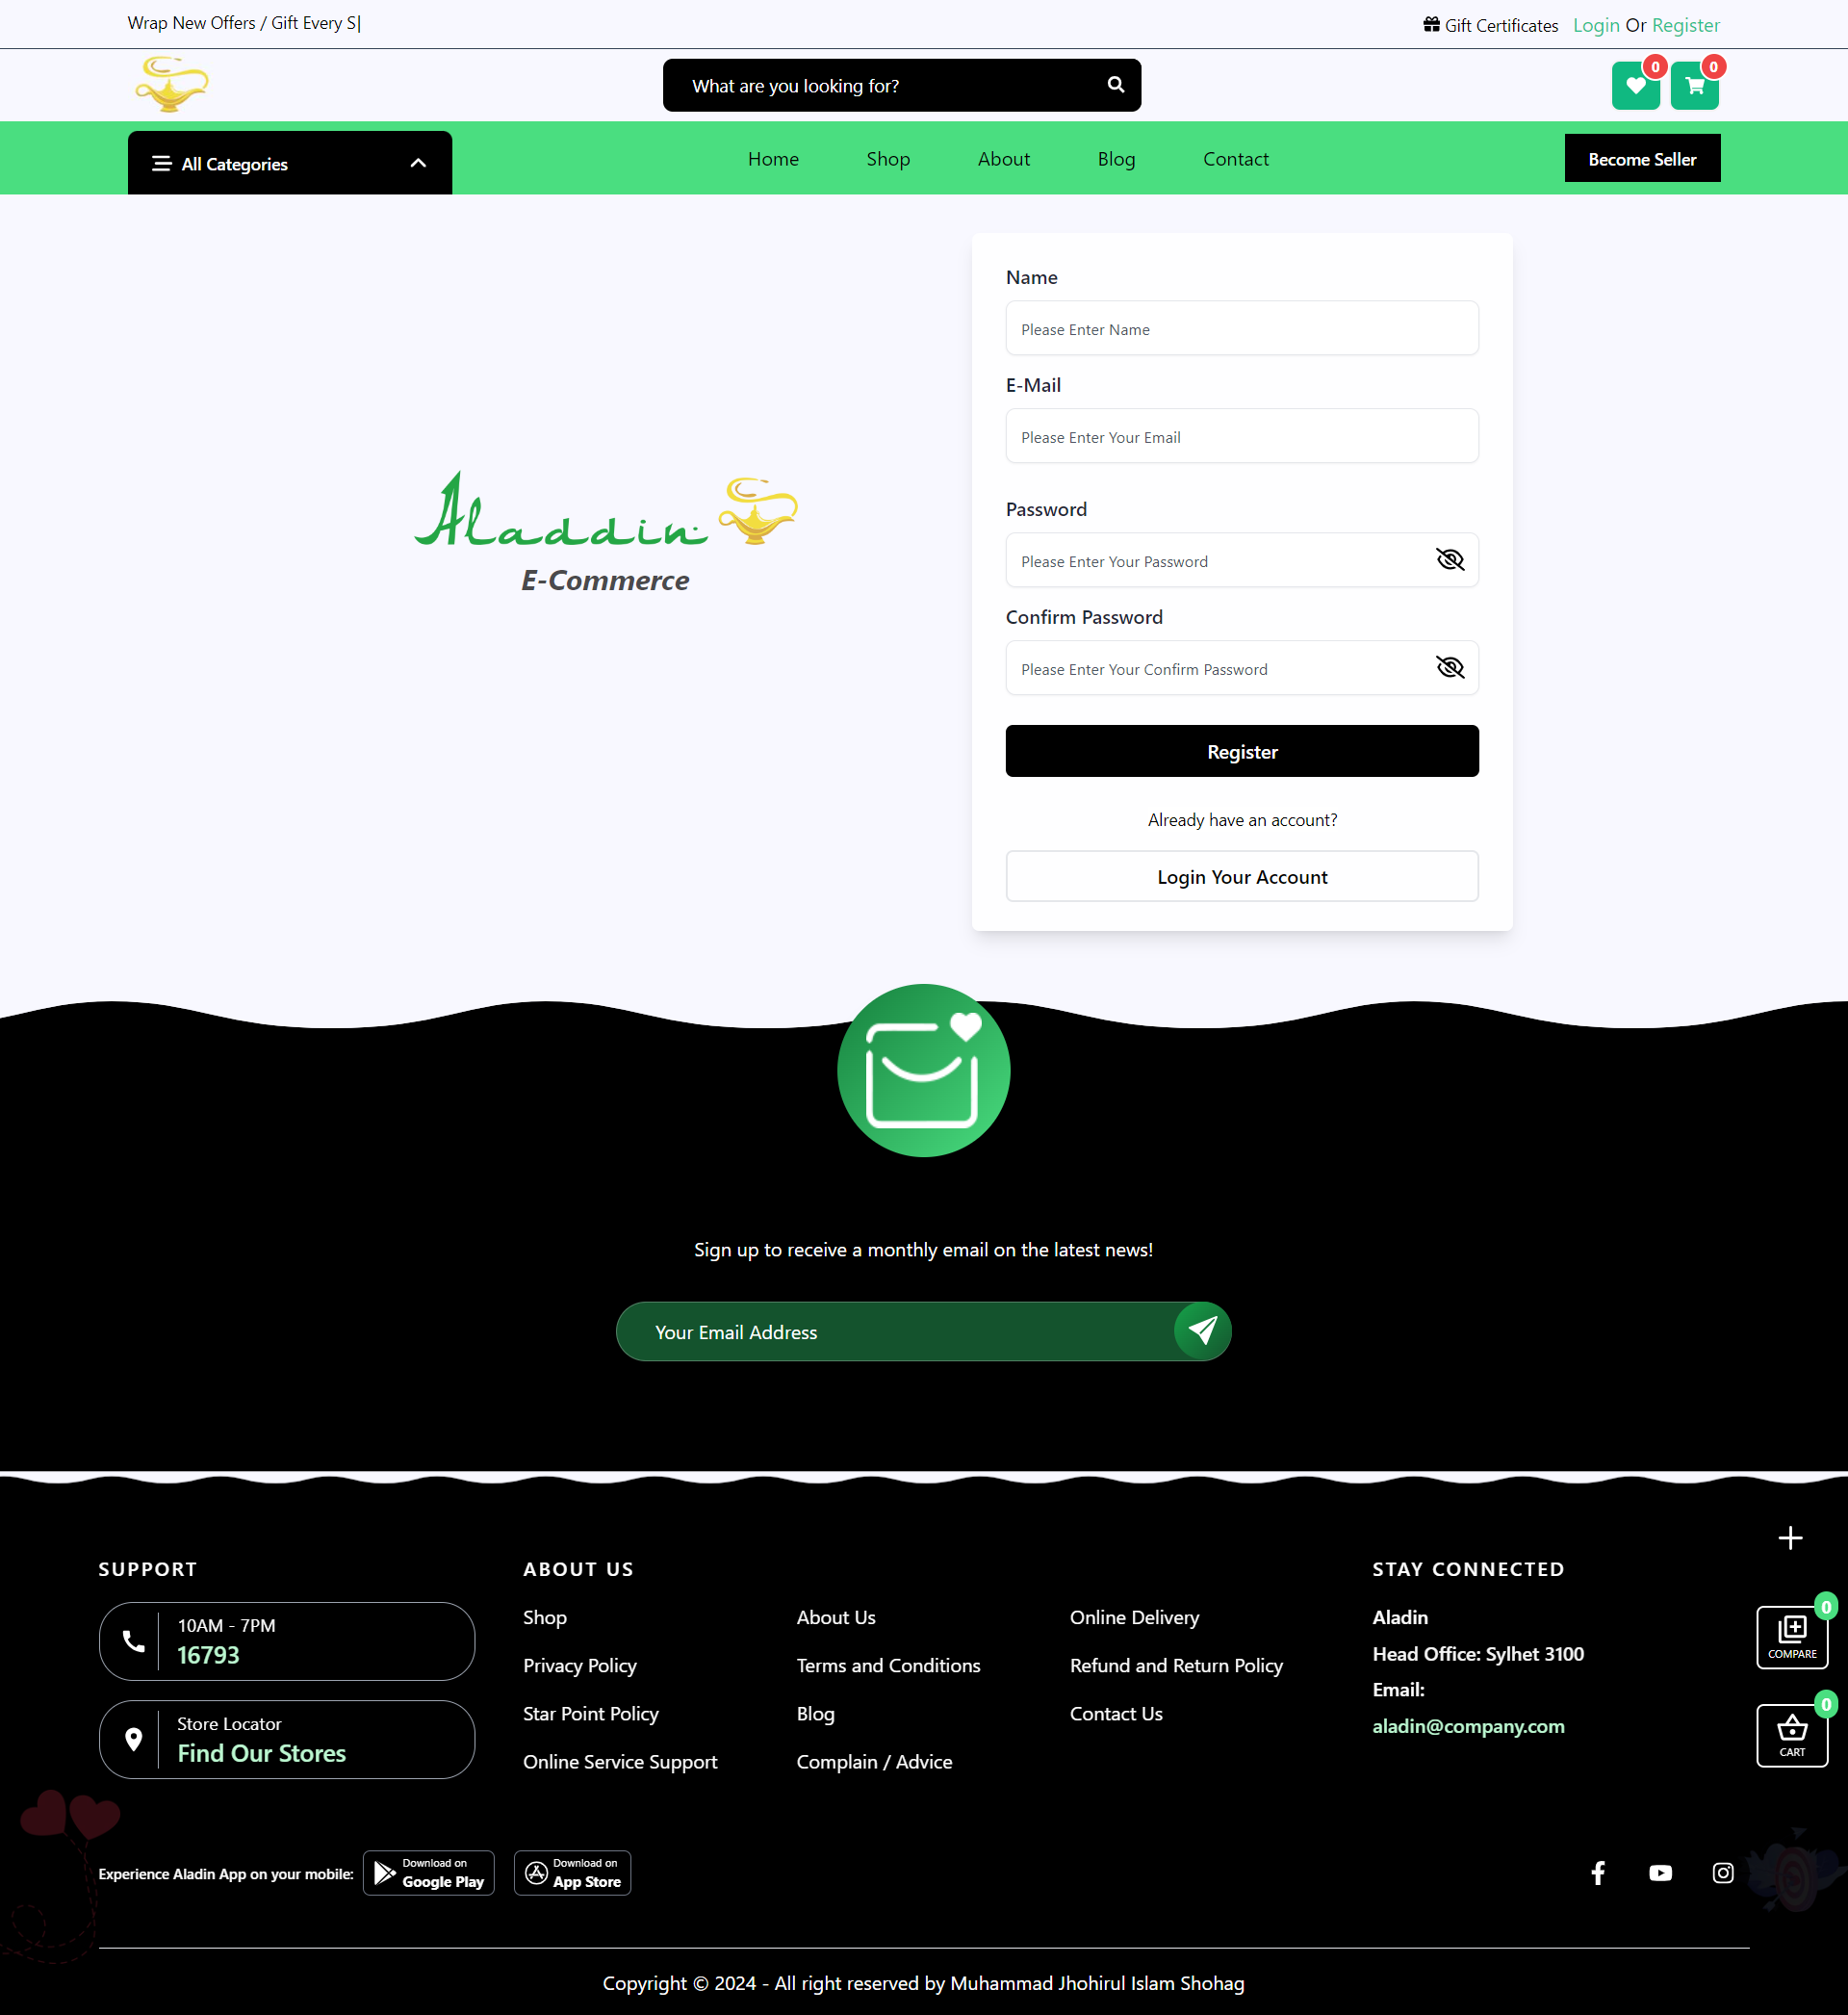 Wrap New Offers / Gift Every S|
Gift Certificates Login Or Register
What are you looking for?
0
0
All Categories
Home
Shop
About
Blog
Contact
Become Seller
Aladdin
E-Commerce
Name
Please Enter Name
E-Mail
Please Enter Your Email
Password
Please Enter Your Password
Confirm Password
Please Enter Your Confirm Password
Register
Already have an account?
Login Your Account
Sign up to receive a monthly email on the latest news!
Your Email Address
SUPPORT
10AM - 7PM
16793
Store Locator
Find Our Stores
ABOUT US
Shop
About Us
Online Delivery
Privacy Policy
Terms and Conditions
Refund and Return Policy
Star Point Policy
Blog
Contact Us
Online Service Support
Complain / Advice
STAY CONNECTED
Aladin
Head Office: Sylhet 3100
Email:
aladin@company.com
0
COMPARE
0
CART
Experience Aladin App on your mobile:
Download on
Google Play
Download on
App Store
Copyright © 2024 - All right reserved by Muhammad Jhohirul Islam Shohag